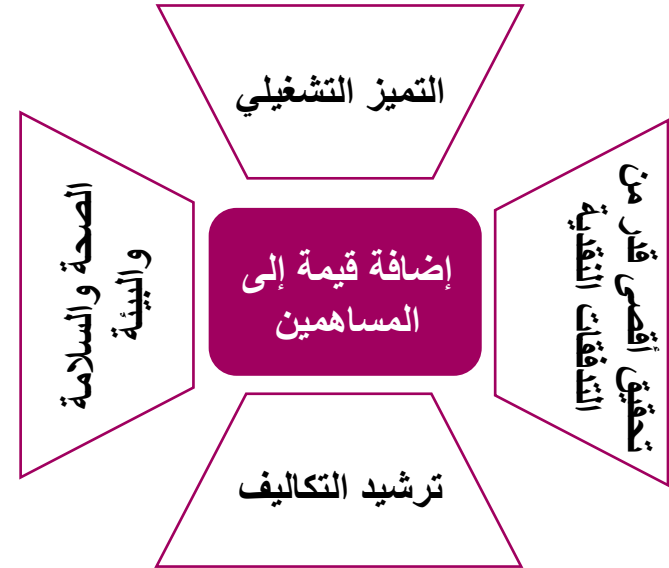 التميز التشغيلي
تحقيق أقصى قدر من
التدفقات النقدية
إضافة قيمة إلى
المساهمين
الصحة والسلامة
والبيئة
ترشيد التكاليف